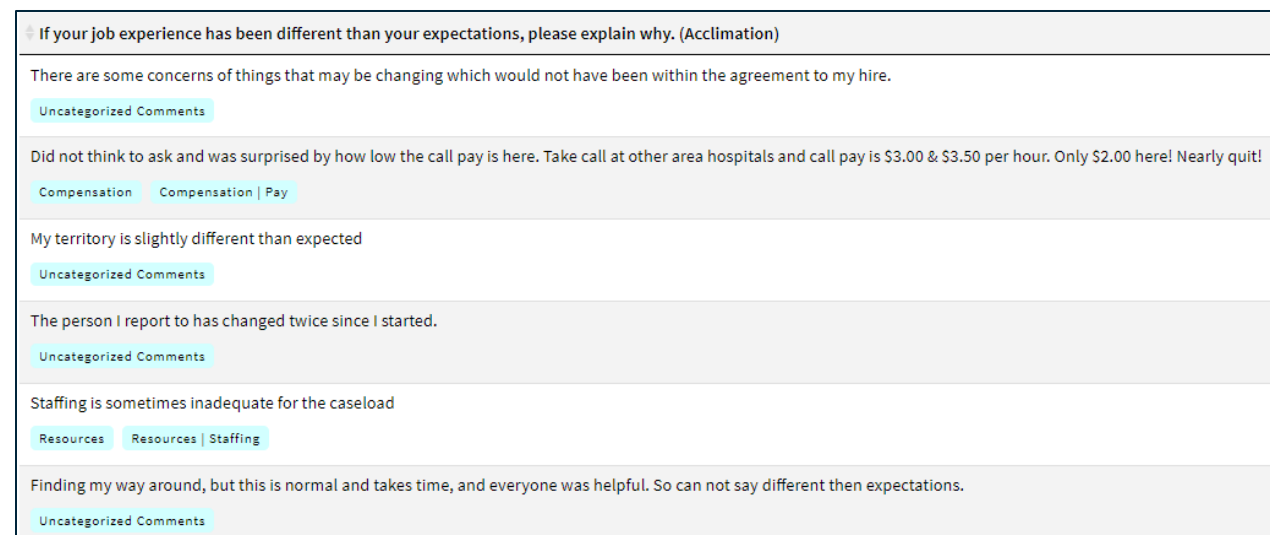 If your job experience has been different than your expectations, please explain why. (Acclimation)
There are some concerns of things that may be changing which would not have been within the agreement to my hire.
Uncategorized Comments
Did not think to ask and was surprised by how low the call pay is here. Take call at other area hospitals and call pay is $3.00 & $3.50 per hour. Only $2.00 here! Nearly quit!
Compensation Compensation | Pay
My territory is slightly different than expected
Uncategorized Comments
The person I report to has changed twice since I started.
Uncategorized Comments
Staffing is sometimes inadequate for the caseload
Resources Resources | Staffing
Finding my way around, but this is normal and takes time, and everyone was helpful. So can not say different then expectations.
Uncategorized Comments